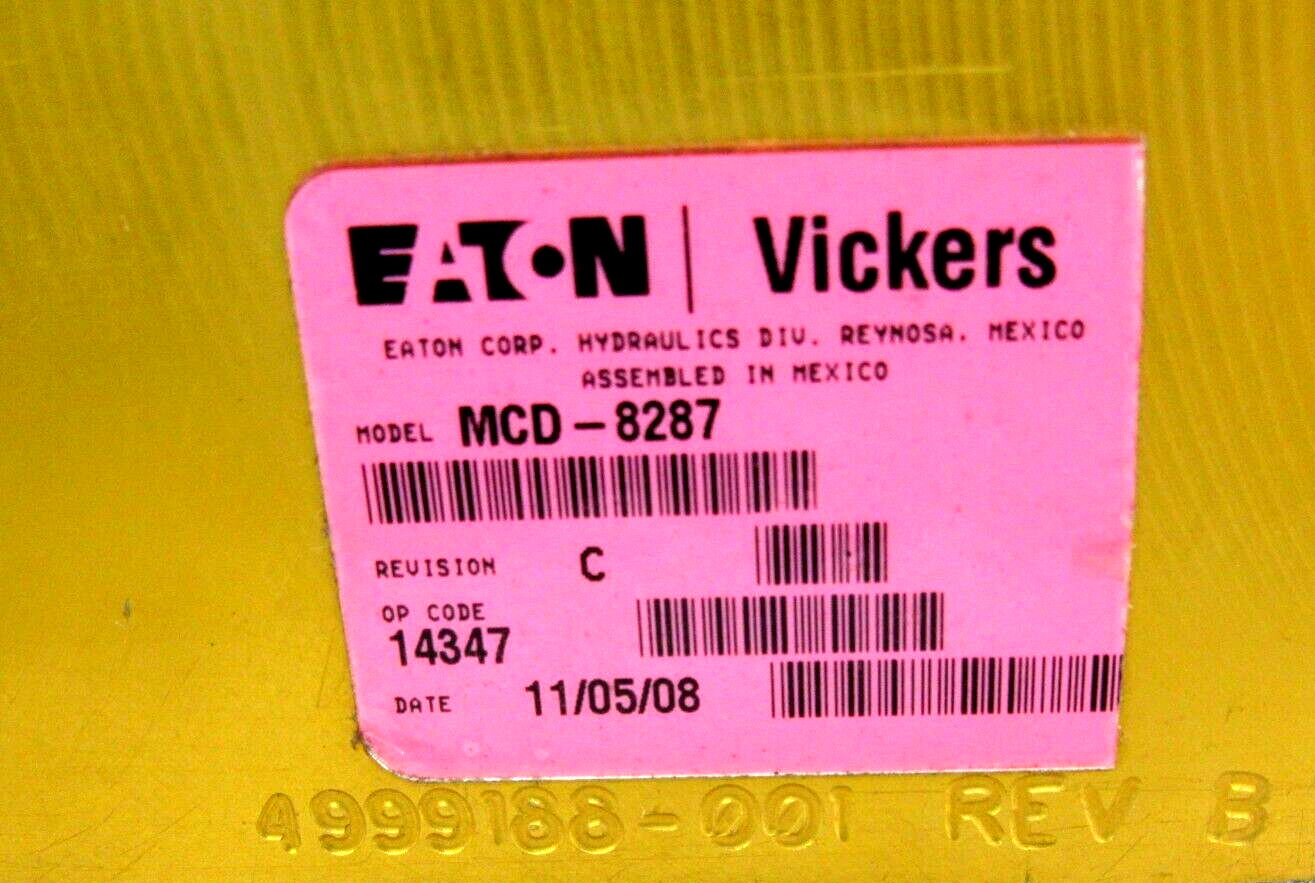 EATON | Vickers
EATON CORP. HYDRAULICS DIV. REYNOSA, MEXICO
ASSEMBLED IN MEXICO
MODEL MCD-8287
REVISION C
OP CODE
14347
DATE 11/05/08
4999188-001 REV B